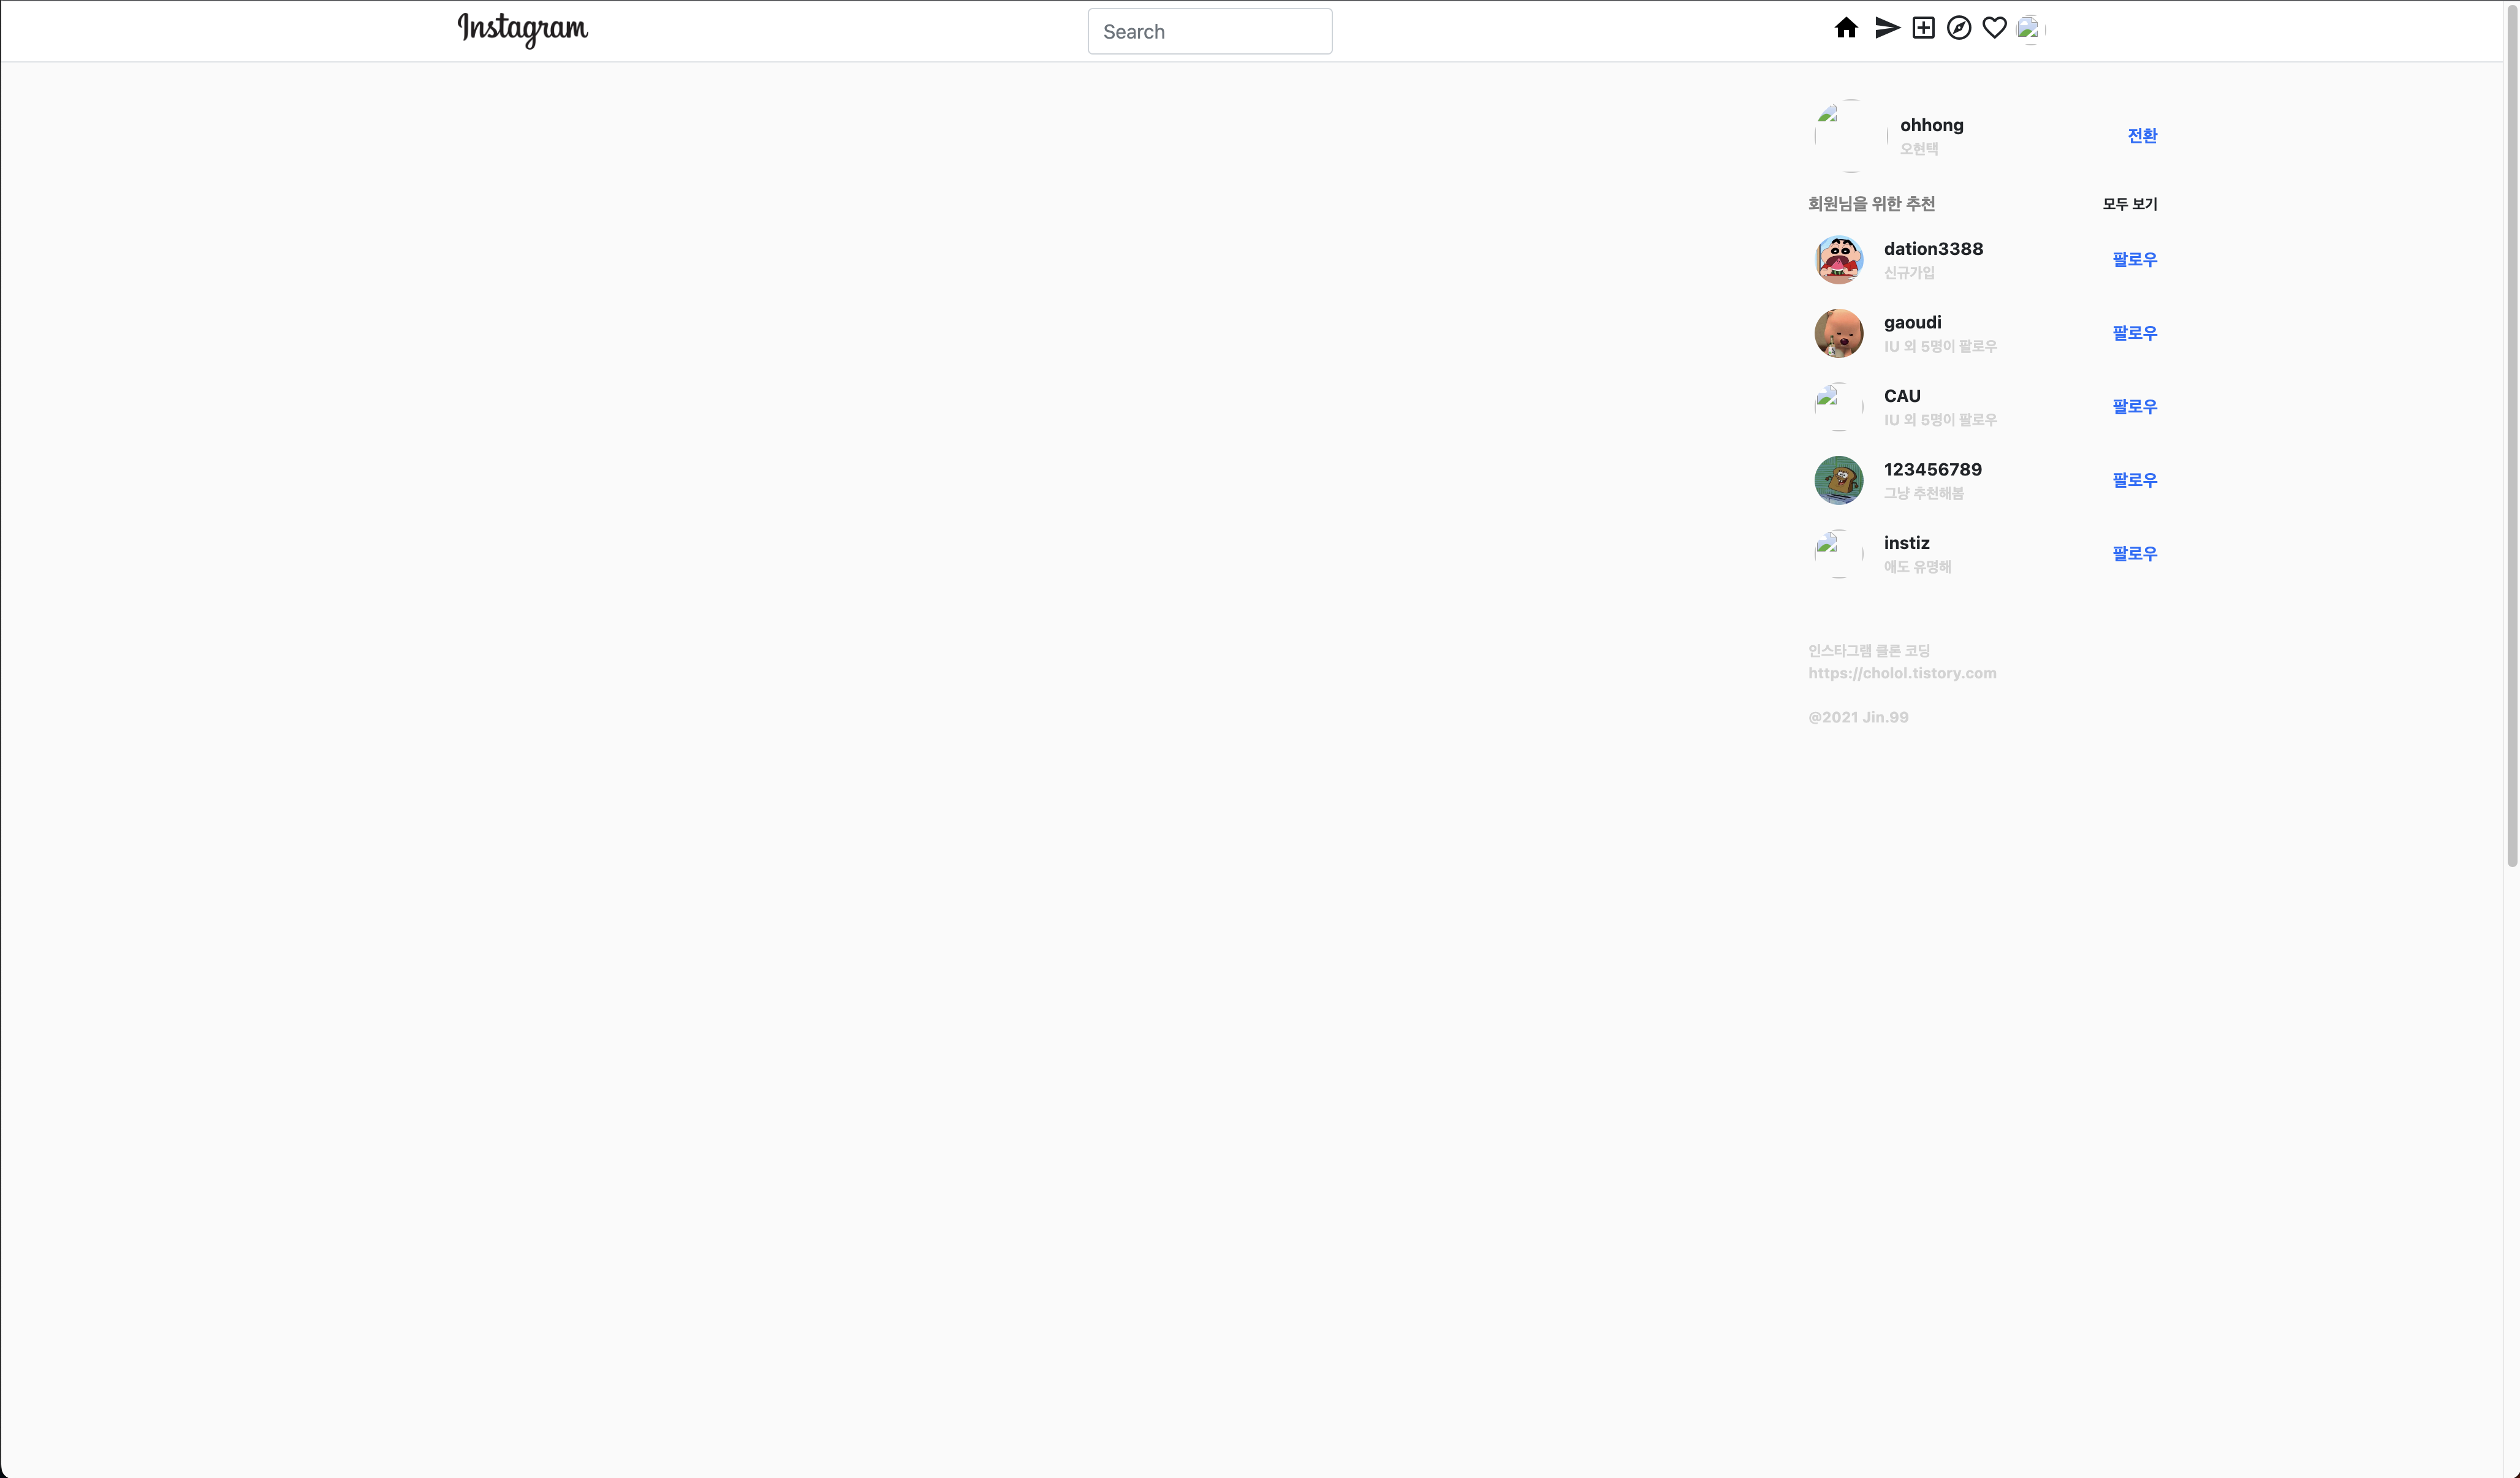 Instagram
Search
ohhong
오현택
전환
회원님을 위한 추천
모두 보기
dation3388
신규가입
팔로우
gaoudi
IU 외 5명이 팔로우
팔로우
CAU
IU 외 5명이 팔로우
팔로우
123456789
그냥 추천해봄
팔로우
instiz
얘도 유명해
팔로우
인스타그램 클론 코딩
https://cholol.tistory.com
@2021 Jin.99